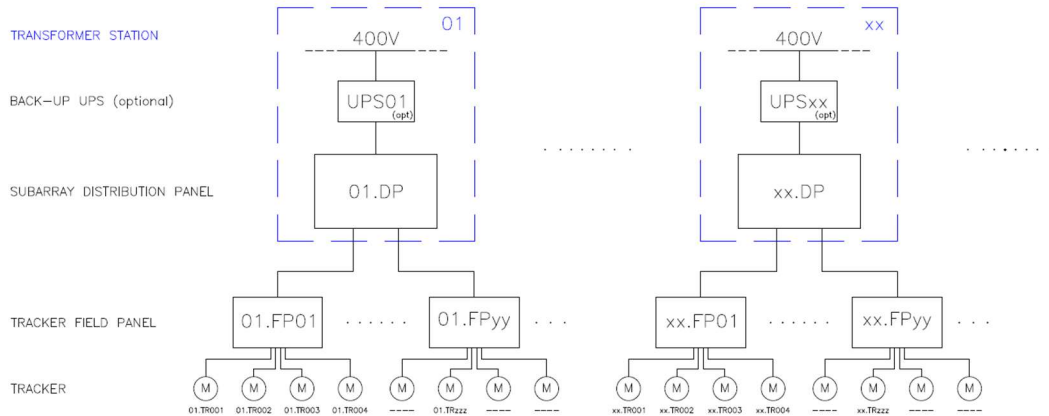 TRANSFORMER STATION
01
400V
xx
400V
BACK-UP UPS (optional)
UPS01
(opt)
UPSxx
(opt)
SUBARRAY DISTRIBUTION PANEL
01.DP
xx.DP
TRACKER FIELD PANEL
01.FP01
01.FPyy
xx.FP01
xx.FPyy
TRACKER
M M M M M M M M M M M M M M M M
01.TR001 01.TR002 01.TR003 01.TR004 ---- 01.TRzzz ---- ---- xx.TR001 xx.TR002 xx.TR003 xx.TR004 ---- xx.TRzzz ---- ----